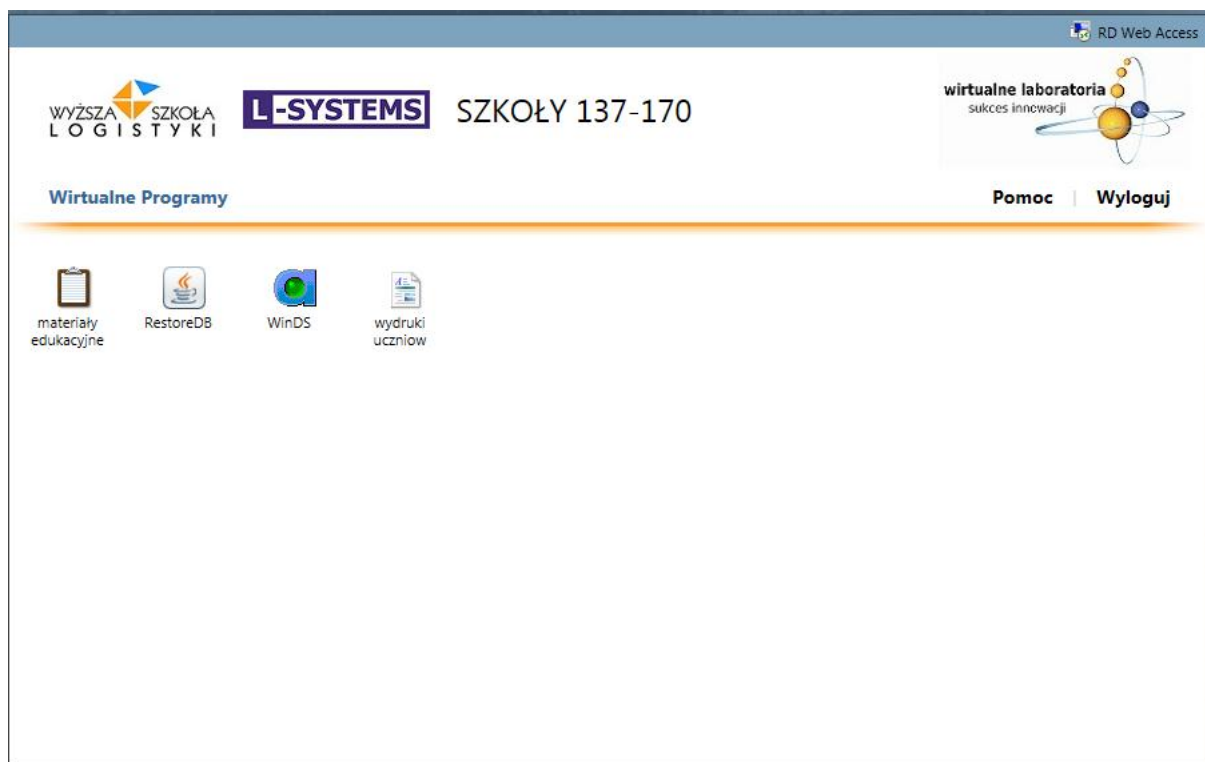 RD Web Access
WYŻSZA SZKOŁA
LOGISTYKI
L-SYSTEMS
SZKOŁY 137-170
wirtualne laboratoria
sukces innowacji
Wirtualne Programy
Pomoc | Wyloguj
materiały
edukacyjne
RestoreDB
WinDS
wydruki
uczniow